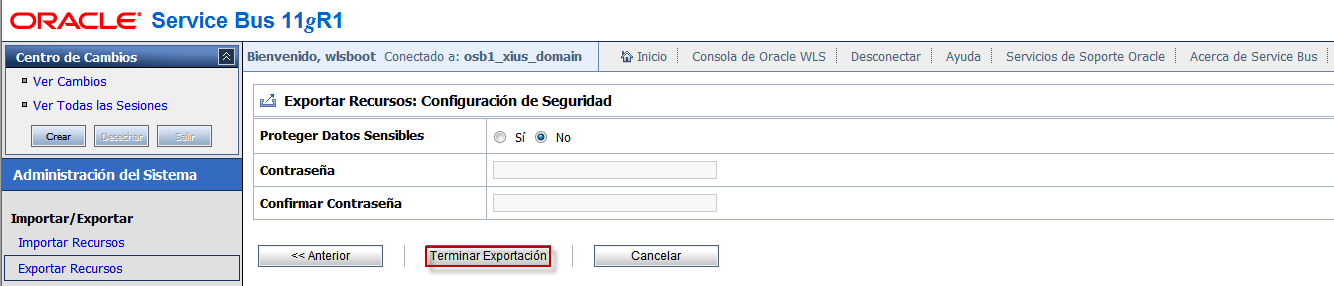 ORACLE Service Bus 11gR1
Centro de Cambios
Ver Cambios
Ver Todas las Sesiones
Crear Desechar Salir
Administración del Sistema
Importar/Exportar
Importar Recursos
Exportar Recursos
Bienvenido, wlsboot Conectado a: osb1_xius_domain Inicio Consola de Oracle WLS Desconectar Ayuda Servicios de Soporte Oracle Acerca de Service Bus
Exportar Recursos: Configuración de Seguridad
Proteger Datos Sensibles Sí No
Contraseña
Confirmar Contraseña
<< Anterior Terminar Exportación Cancelar